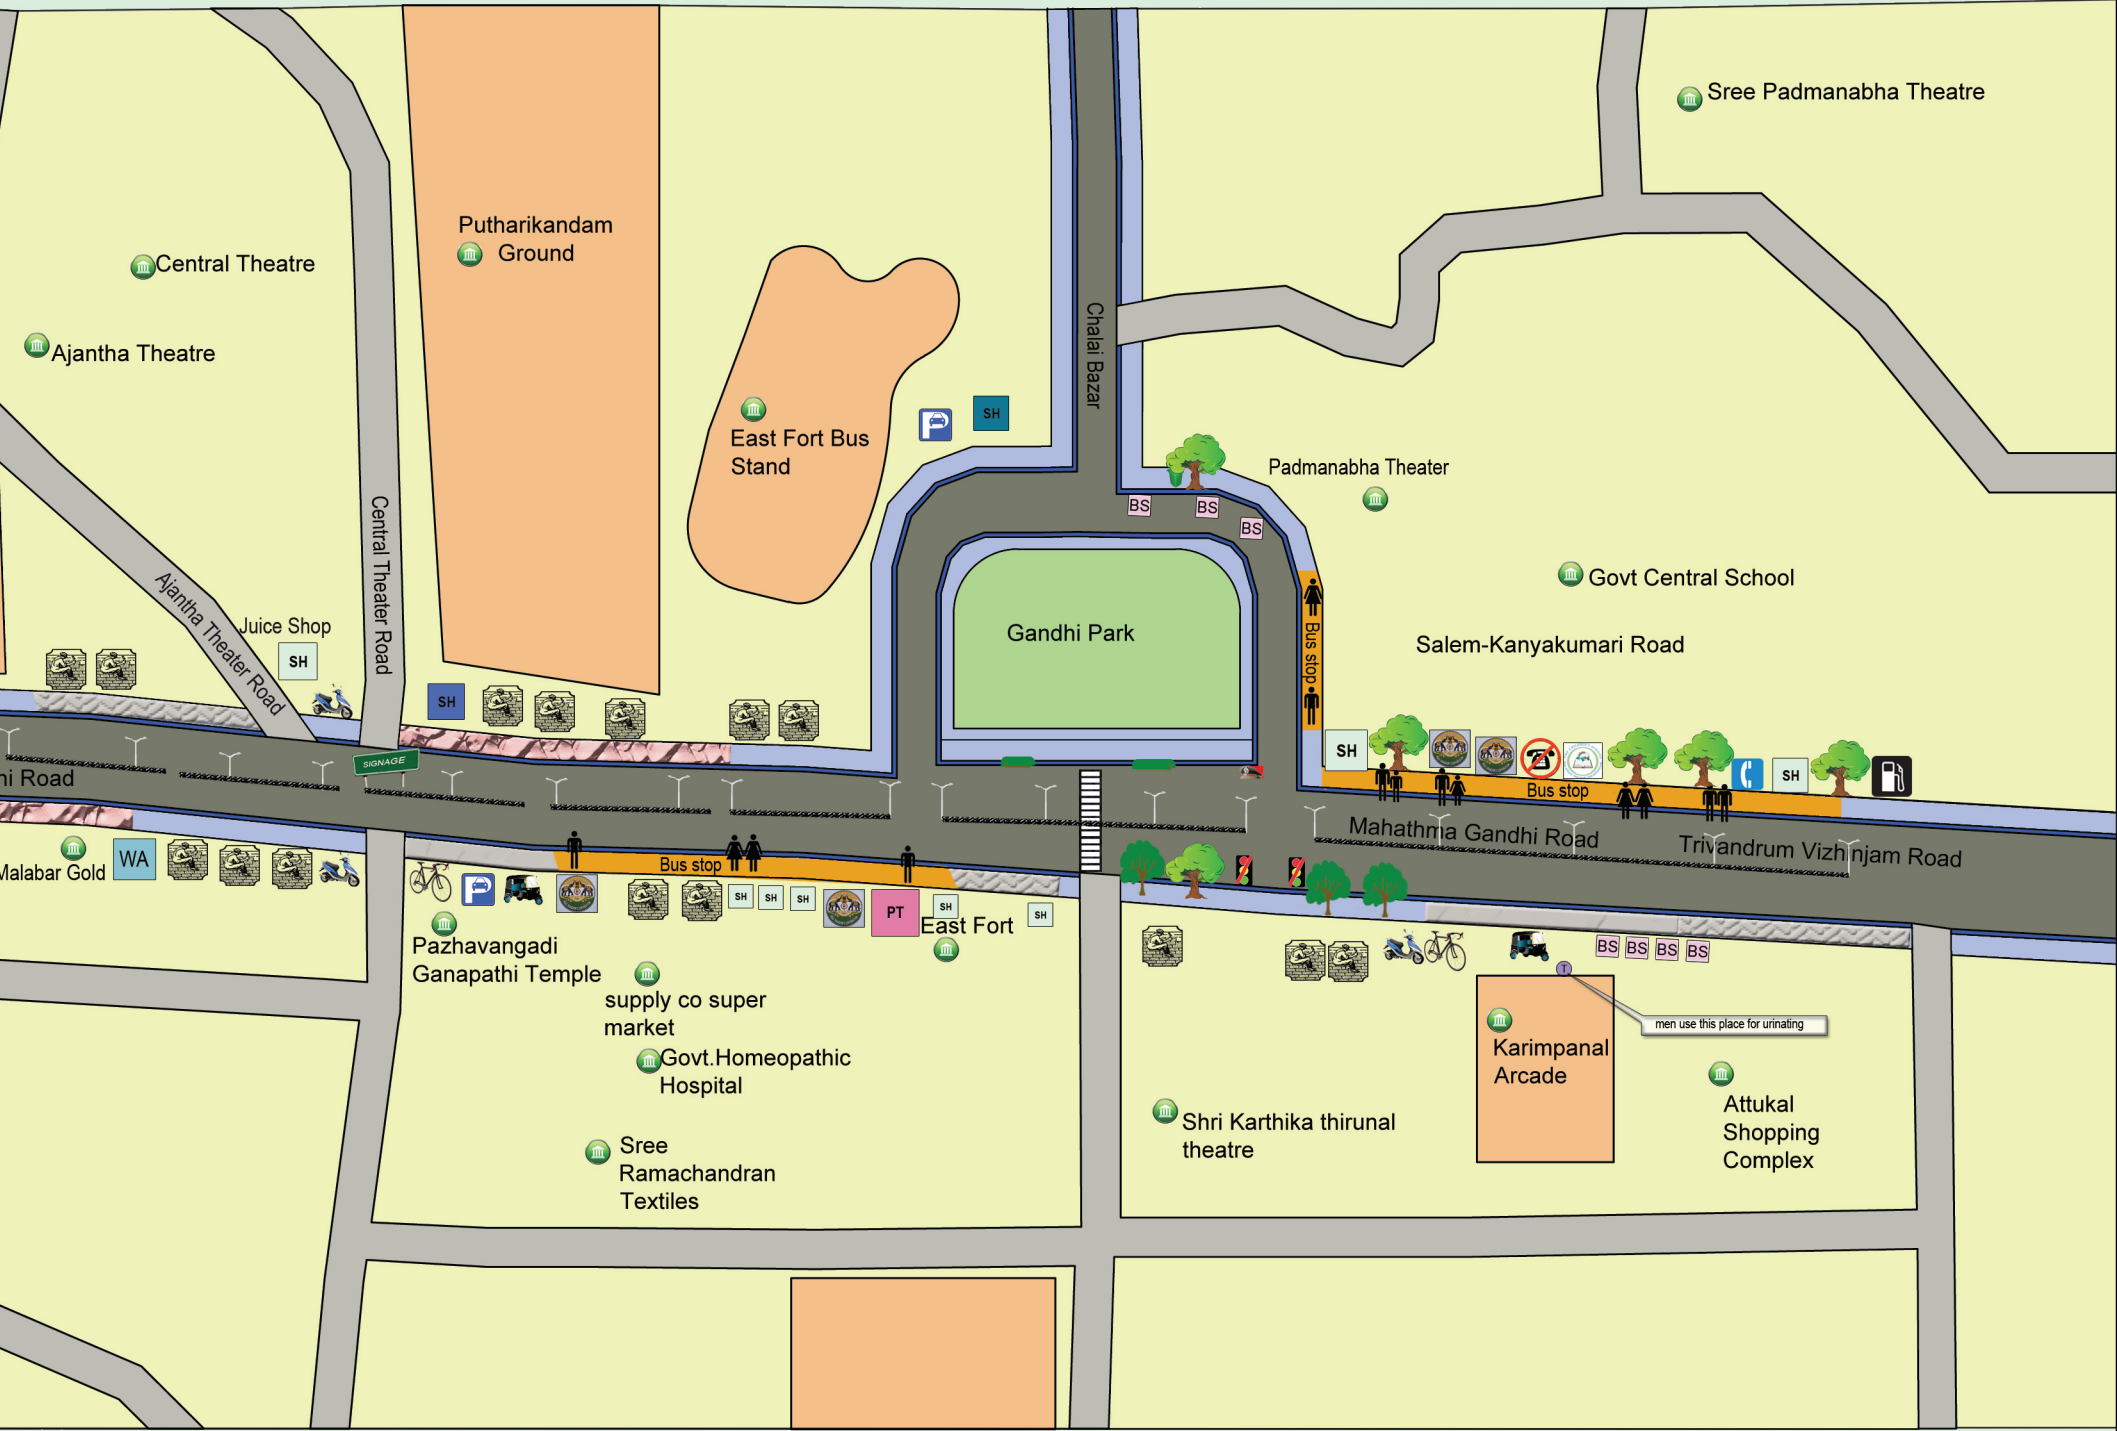 Sree Padmanabha Theatre
Putharikandam
Ground
Central Theatre
Ajantha Theatre
Chalai Bazar
SH
East Fort Bus
Stand
Padmanabha Theater
BS
BS
BS
Central Theater Road
Ajantha Theater Road
Juice Shop
SH
Govt Central School
Gandhi Park
Bus stop
Salem-Kanyakumari Road
SH
SH
SIGNAGE
SH
hi Road
Bus stop
Mahathma Gandhi Road
Trivandrum Vizhinjam Road
Malabar Gold
WA
Bus stop
P
P
SH
SH
SH
PT
SH
SH
East Fort
Pazhavangadi
Ganapathi Temple
BS
BS
BS
BS
T
supply co super
market
men use this place for urinating
Govt.Homeopathic
Hospital
Karimpanal
Arcade
Shri Karthika thirunal
theatre
Attukal
Shopping
Complex
Sree
Ramachandran
Textiles